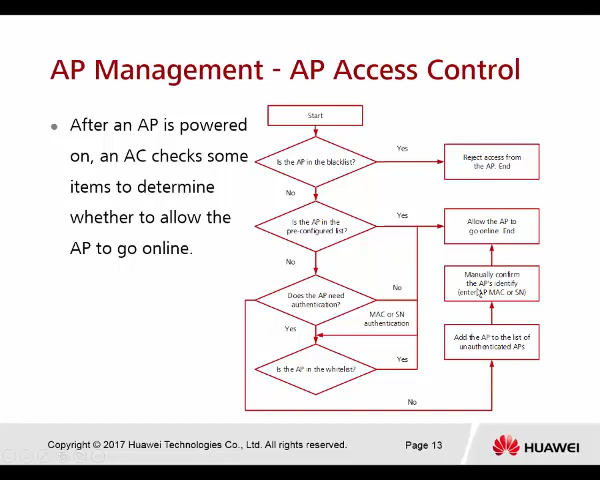 AP Management - AP Access Control
• After an AP is powered
on, an AC checks some
items to determine
whether to allow the
AP to go online.
Start
Is the AP in the blacklist?
Yes
Reject access from
the AP. End
No
Is the AP in the
pre-configured list?
Yes
Allow the AP to
go online. End
No
Manually confirm
the AP's identify
(enter AP MAC or SN)
Does the AP need
authentication?
No
MAC or SN
authentication
Yes
Add the AP to the list of
unauthenticated APs
Is the AP in the whitelist?
Yes
No
Copyright © 2017 Huawei Technologies Co., Ltd. All rights reserved.
Page 13
HUAWEI